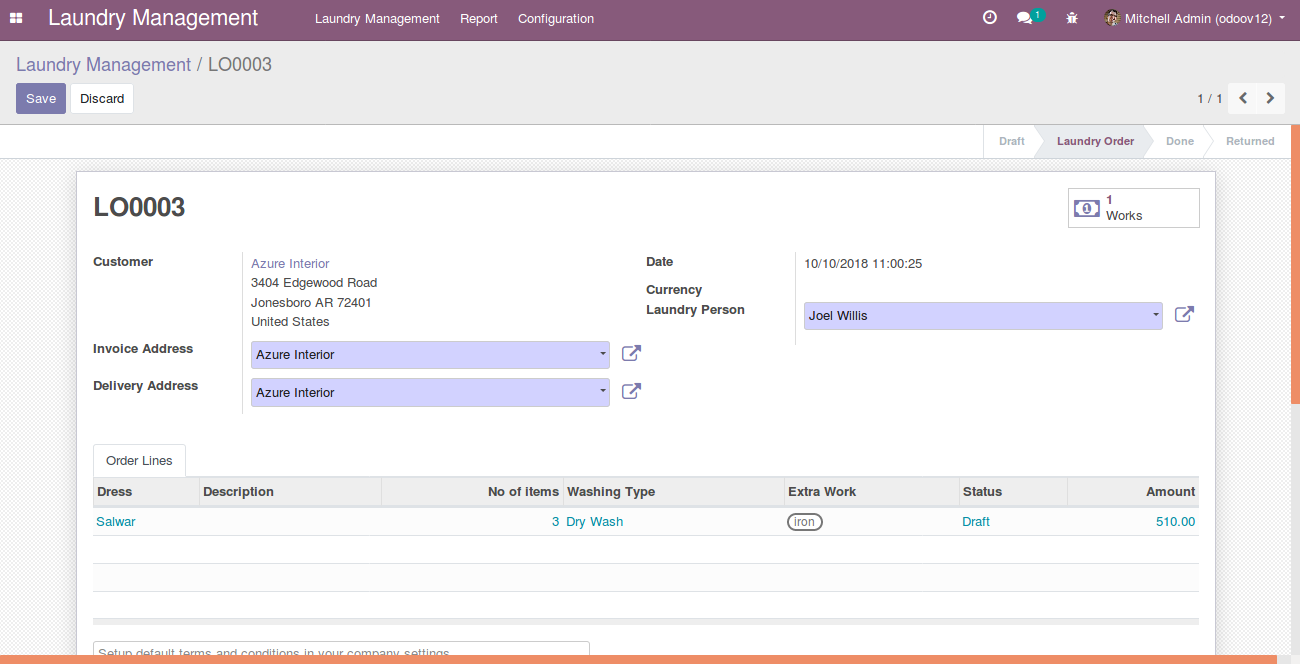 Laundry Management Laundry Management Report Configuration 1 Mitchell Admin (odoov12)
Laundry Management / LO0003
Save Discard 1 / 1
Draft Laundry Order Done Returned
LO0003
1
Works
Customer Azure Interior Date 10/10/2018 11:00:25
3404 Edgewood Road
Jonesboro AR 72401 Currency
United States Laundry Person Joel Willis
Invoice Address Azure Interior
Delivery Address Azure Interior
Order Lines
Dress Description No of items Washing Type Extra Work Status Amount
Salwar 3 Dry Wash iron Draft 510.00
Setup default terms and conditions in your company settings.